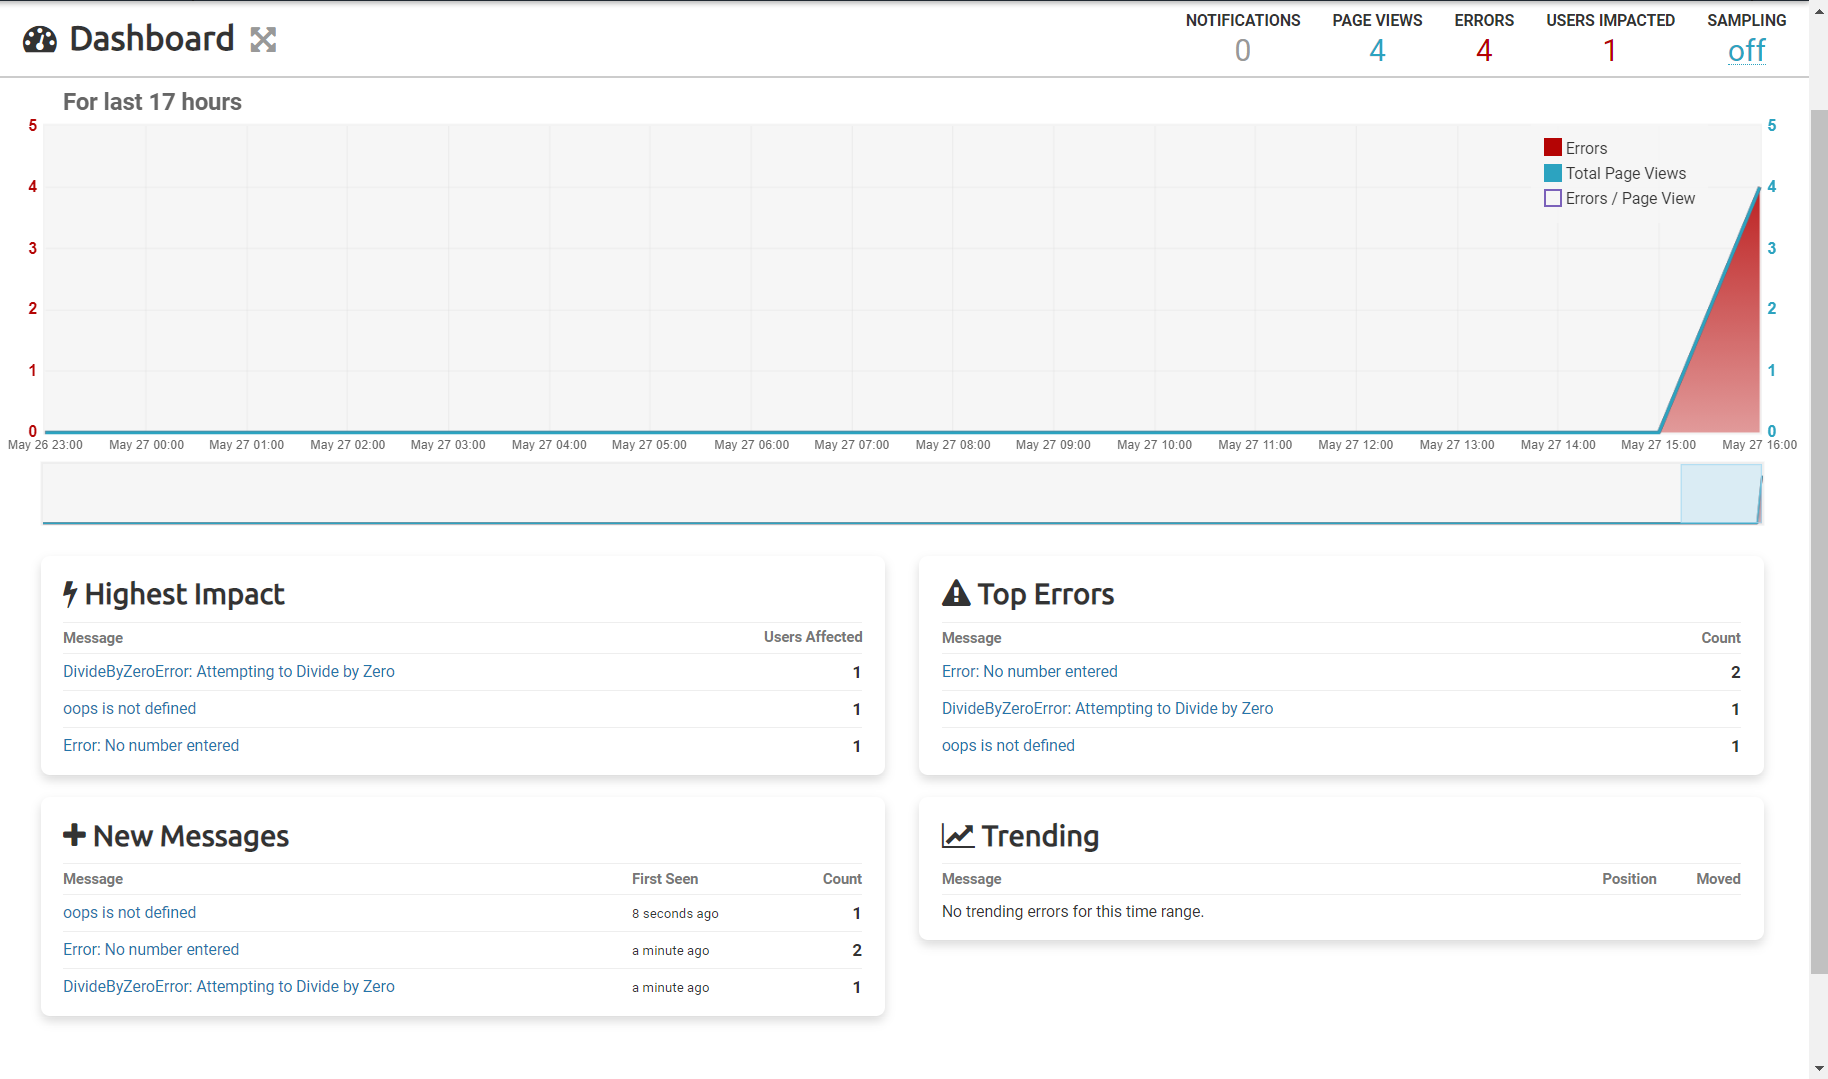 Dashboard
NOTIFICATIONS PAGE VIEWS ERRORS USERS IMPACTED SAMPLING
0 4 4 1 off
For last 17 hours
5 5
Errors
Total Page Views
4 4
Errors / Page View
3 3
2 2
1 1
0 0
May 26 23:00 May 27 00:00 May 27 01:00 May 27 02:00 May 27 03:00 May 27 04:00 May 27 05:00 May 27 06:00 May 27 07:00 May 27 08:00 May 27 09:00 May 27 10:00 May 27 11:00 May 27 12:00 May 27 13:00 May 27 14:00 May 27 15:00 May 27 16:00
Highest Impact
Message Users Affected
DivideByZeroError: Attempting to Divide by Zero 1
oops is not defined 1
Error: No number entered 1
Top Errors
Message Count
Error: No number entered 2
DivideByZeroError: Attempting to Divide by Zero 1
oops is not defined 1
New Messages
Message First Seen Count
oops is not defined 8 seconds ago 1
Error: No number entered a minute ago 2
DivideByZeroError: Attempting to Divide by Zero a minute ago 1
Trending
Message Position Moved
No trending errors for this time range.